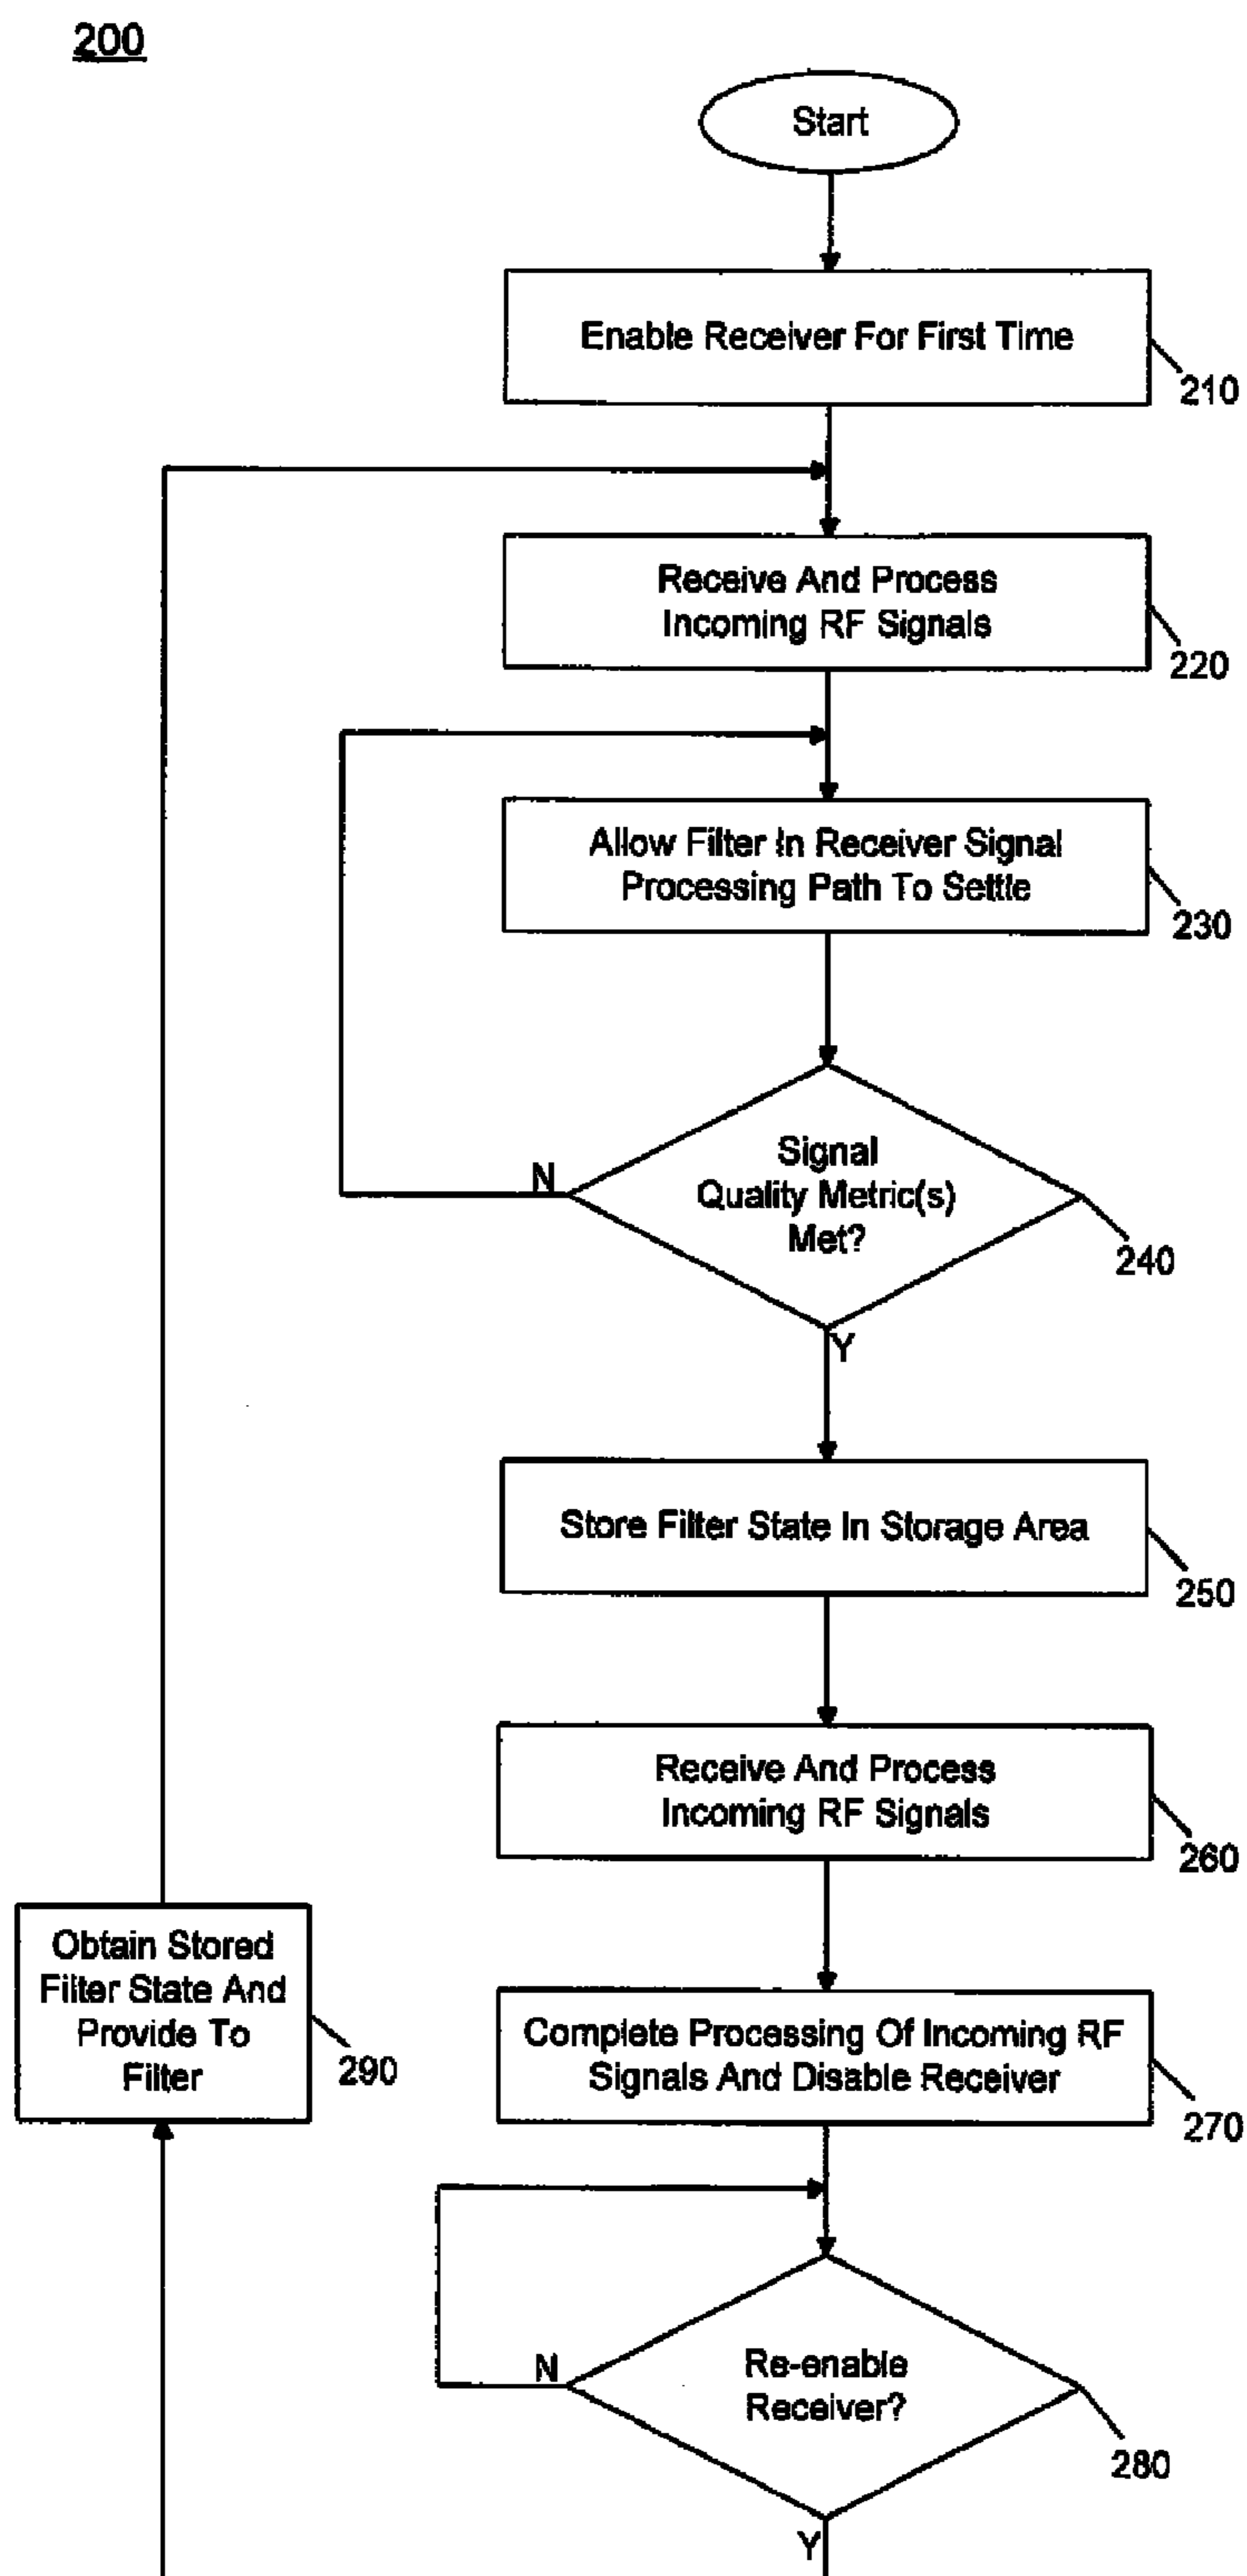 200
Start
Enable Receiver For First Time
210
Receive And Process
Incoming RF Signals
220
Allow Filter In Receiver Signal
Processing Path To Settle
230
Signal
Quality Metric(s)
Met?
N
240
Y
Store Filter State In Storage Area
250
Receive And Process
Incoming RF Signals
260
Obtain Stored
Filter State And
Provide To
Filter
290
Complete Processing Of Incoming RF
Signals And Disable Receiver
270
N
Re-enable
Receiver?
280
Y